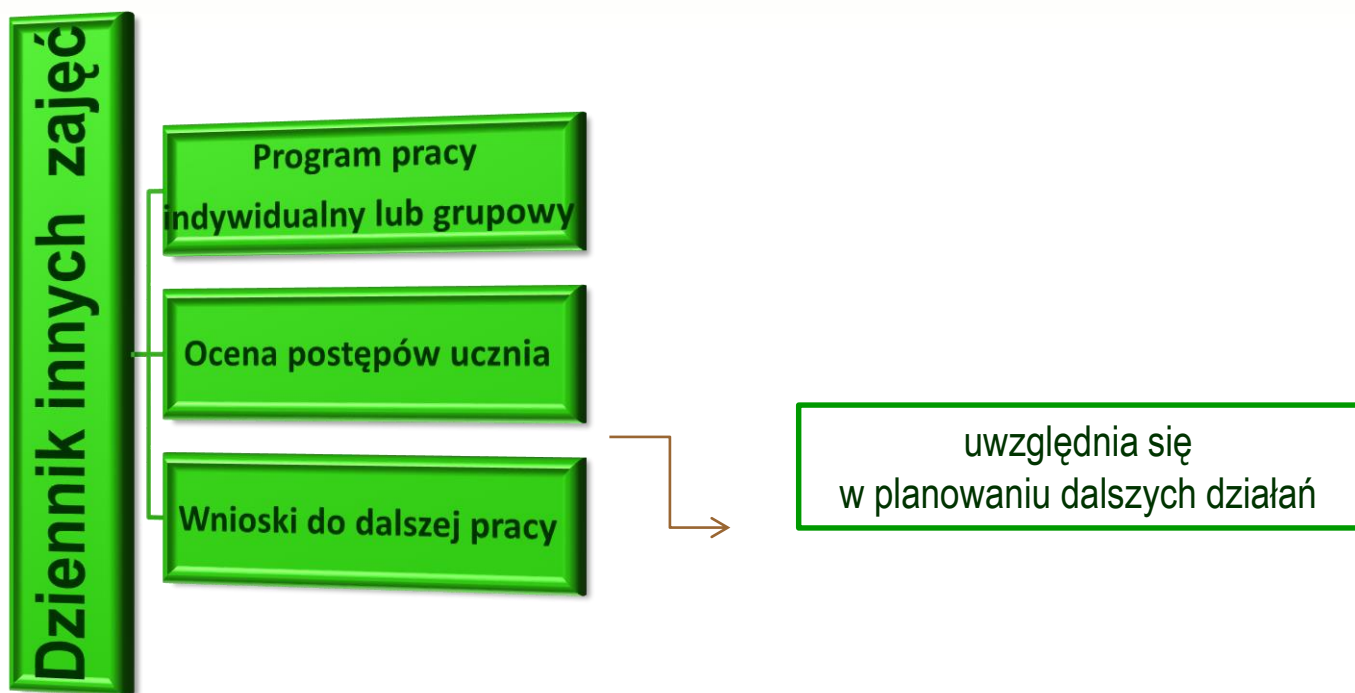 Dziennik innych zajęć
Program pracy
indywidualny lub grupowy
Ocena postępów ucznia
Wnioski do dalszej pracy
uwzględnia się
w planowaniu dalszych działań